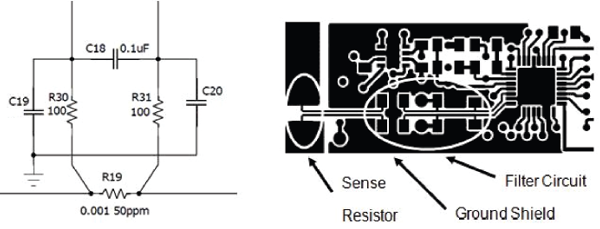 C18
0.1uF
C19
R30
100
R31
100
C20
R19
0.001 50ppm
Sense
Resistor
Filter Circuit
Ground Shield